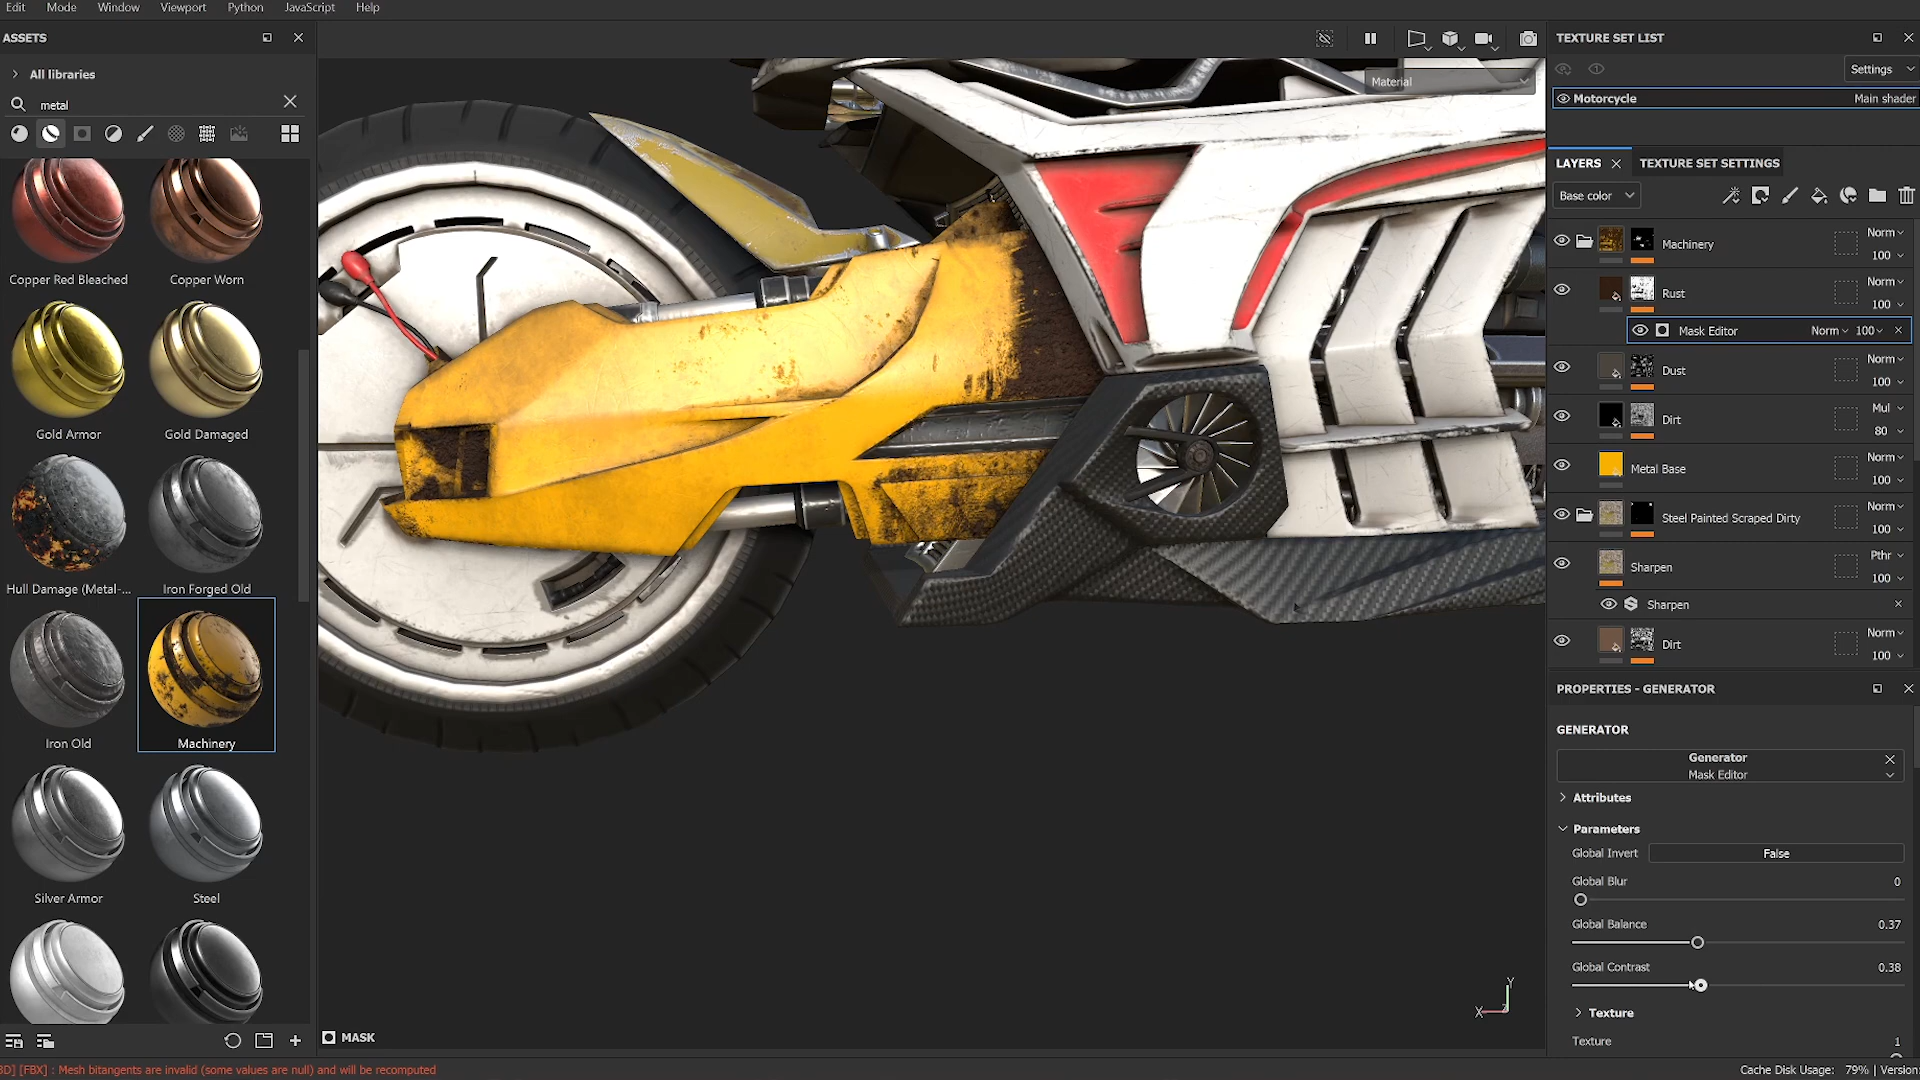 Edit Mode Window Viewport Python JavaScript Help
ASSETS
All libraries
metal
Copper Red Bleached
Copper Worn
Gold Armor
Gold Damaged
Hull Damage (Metal-...
Iron Forged Old
Iron Old
Machinery
Silver Armor
Steel
Material
MASK
Y
X
Z
TEXTURE SET LIST
Settings
Motorcycle Main shader
LAYERS TEXTURE SET SETTINGS
Base color
Machinery Norm 100
Rust Norm 100
Mask Editor Norm 100
Dust Norm 100
Dirt Mul 80
Metal Base Norm 100
Steel Painted Scraped Dirty Norm 100
Sharpen Pthr 100
Sharpen
Dirt Norm 100
PROPERTIES - GENERATOR
GENERATOR
Generator
Mask Editor
Attributes
Parameters
Global Invert False
Global Blur 0
Global Balance 0.37
Global Contrast 0.38
Texture
Texture 1
3D] [FBX] : Mesh bitangents are invalid (some values are null) and will be recomputed
Cache Disk Usage: 79% | Version: